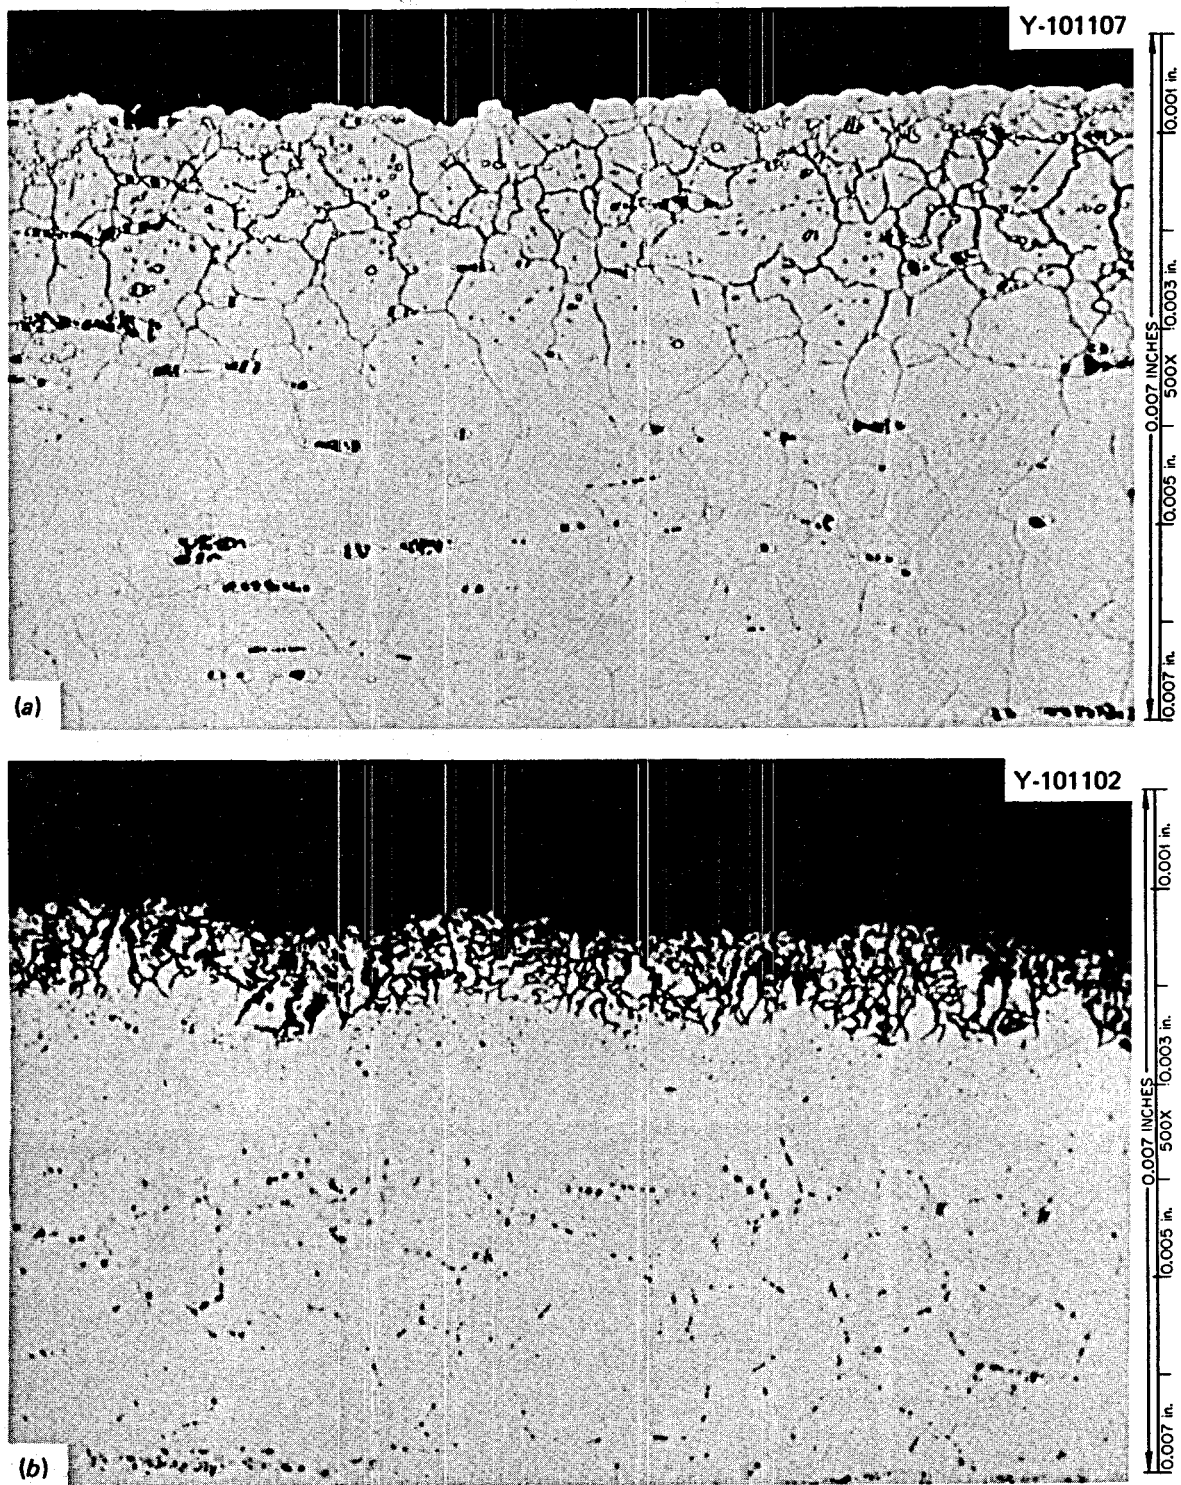 Y-101107
0.001 in.
0.003 in.
0.007 INCHES
500X
0.005 in.
0.007 in.
(a)
Y-101102
0.001 in.
0.003 in.
0.007 INCHES
500X
0.005 in.
0.007 in.
(b)